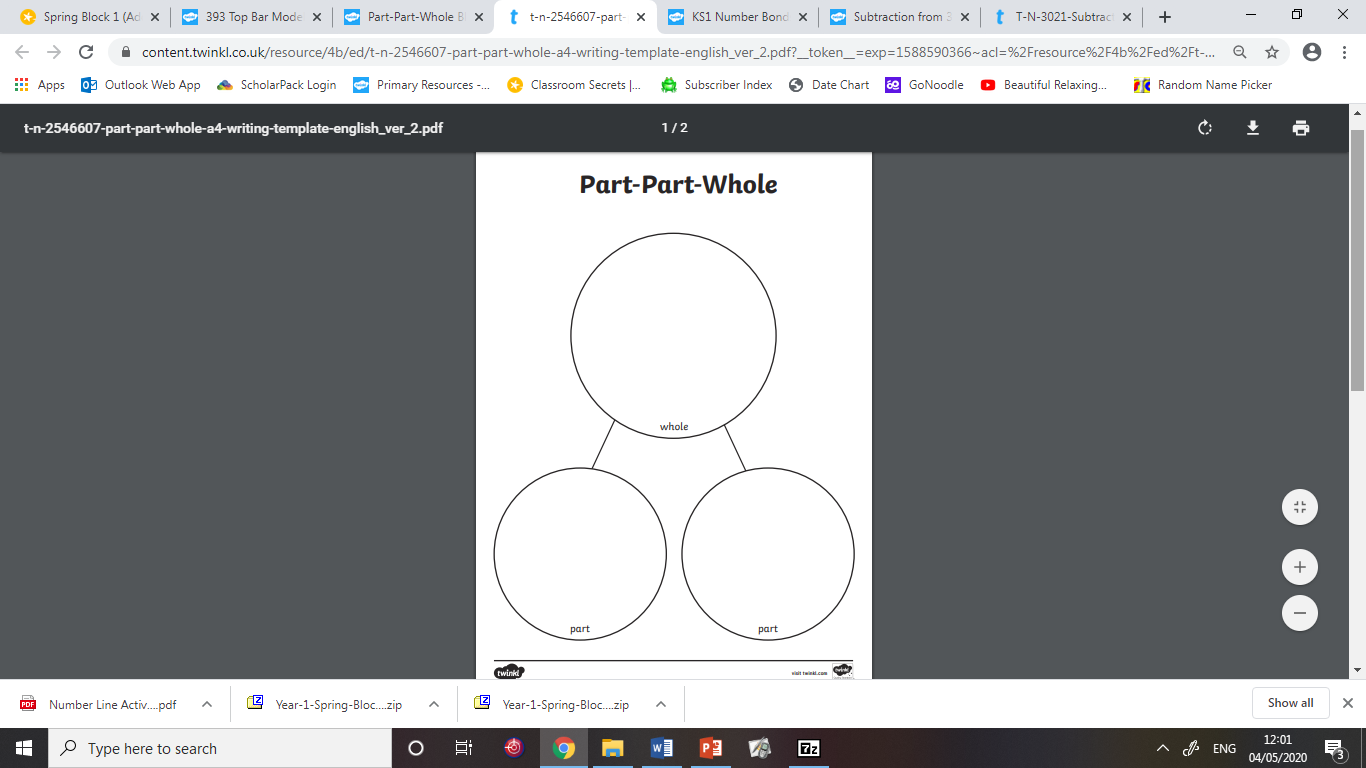 Spring Block 1 (Ad
393 Top Bar Mode
Part-Part-Whole B
t-n-2546607-part-
KS1 Number Bond
Subtraction from 3
T-N-3021-Subtrac
content.twinkl.co.uk/resource/4b/ed/t-n-2546607-part-part-whole-a4-writing-template-english_ver_2.pdf?__token__=exp=1588590366~acl=%2Fresource%2F4b%2Fed%2Ft-...
Apps
Outlook Web App
ScholarPack Login
Primary Resources -...
Classroom Secrets |...
Subscriber Index
Date Chart
GoNoodle
Beautiful Relaxing...
Random Name Picker
t-n-2546607-part-part-whole-a4-writing-template-english_ver_2.pdf
1 / 2
Part-Part-Whole
whole
part
part
twinkl
visit twinkl.com
twinkl
Number Line Activ....pdf
Year-1-Spring-Bloc....zip
Year-1-Spring-Bloc....zip
Show all
Type here to search
ENG
12:01
04/05/2020
3